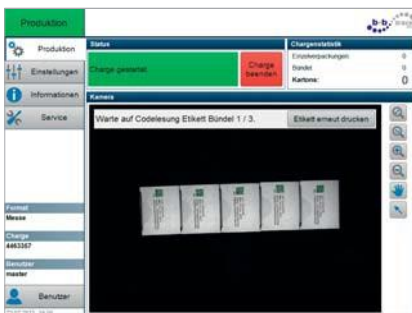 Produktion
b-b
Produktion
Einstellungen
Informationen
Service
Status
Charge gestartet
Charge beenden
Chargenstatistik
Einzelverpackungen: 0
Bündel: 0
Kartons: 0
Kamera
Warte auf Codelesung Etikett Bündel 1 / 3.
Etikett erneut drucken
Format
Messe
Charge
4463357
Benutzer
master
Benutzer